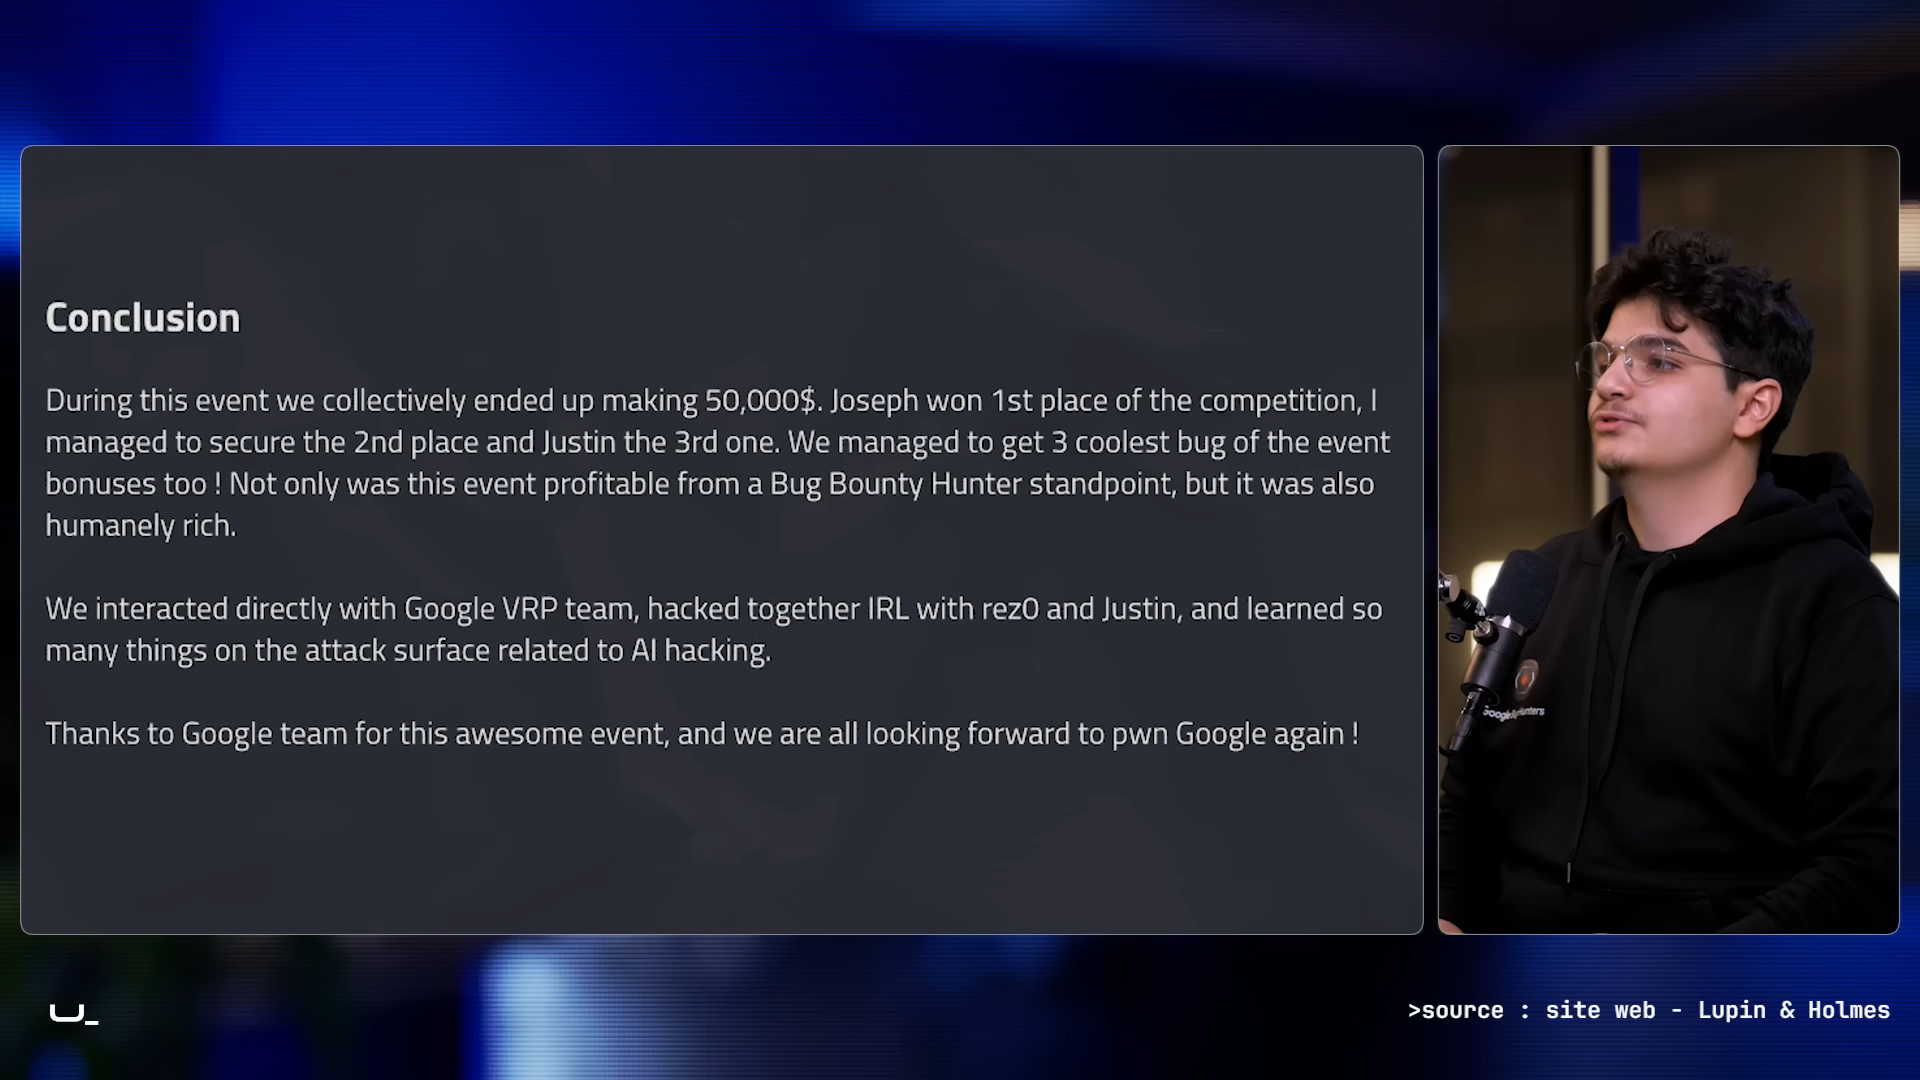 Conclusion
During this event we collectively ended up making 50,000$. Joseph won 1st place of the competition, I
managed to secure the 2nd place and Justin the 3rd one. We managed to get 3 coolest bug of the event
bonuses too ! Not only was this event profitable from a Bug Bounty Hunter standpoint, but it was also
humanely rich.
We interacted directly with Google VRP team, hacked together IRL with rez0 and Justin, and learned so
many things on the attack surface related to AI hacking.
Thanks to Google team for this awesome event, and we are all looking forward to pwn Google again !
>source : site web - Lupin & Holmes